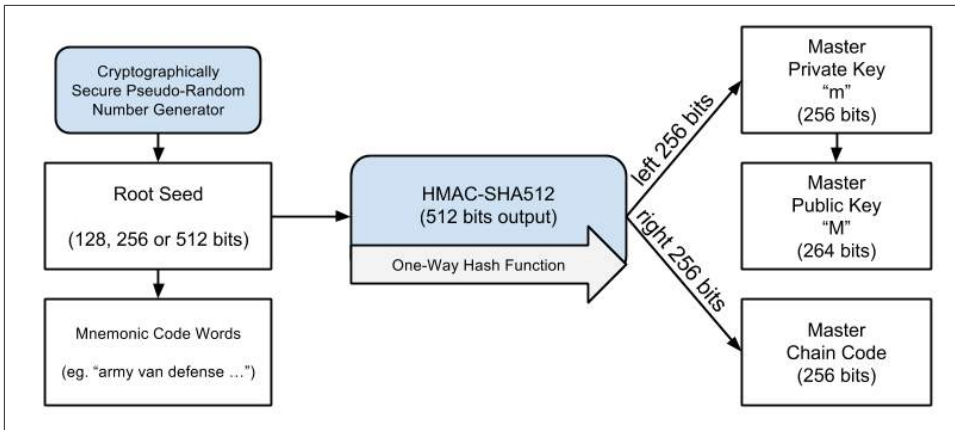 Cryptographically
Secure Pseudo-Random
Number Generator
Root Seed
(128, 256 or 512 bits)
Mnemonic Code Words
(eg. “army van defense ...”)
HMAC-SHA512
(512 bits output)
One-Way Hash Function
left 256 bits
right 256 bits
Master
Private Key
“m”
(256 bits)
Master
Public Key
“M”
(264 bits)
Master
Chain Code
(256 bits)